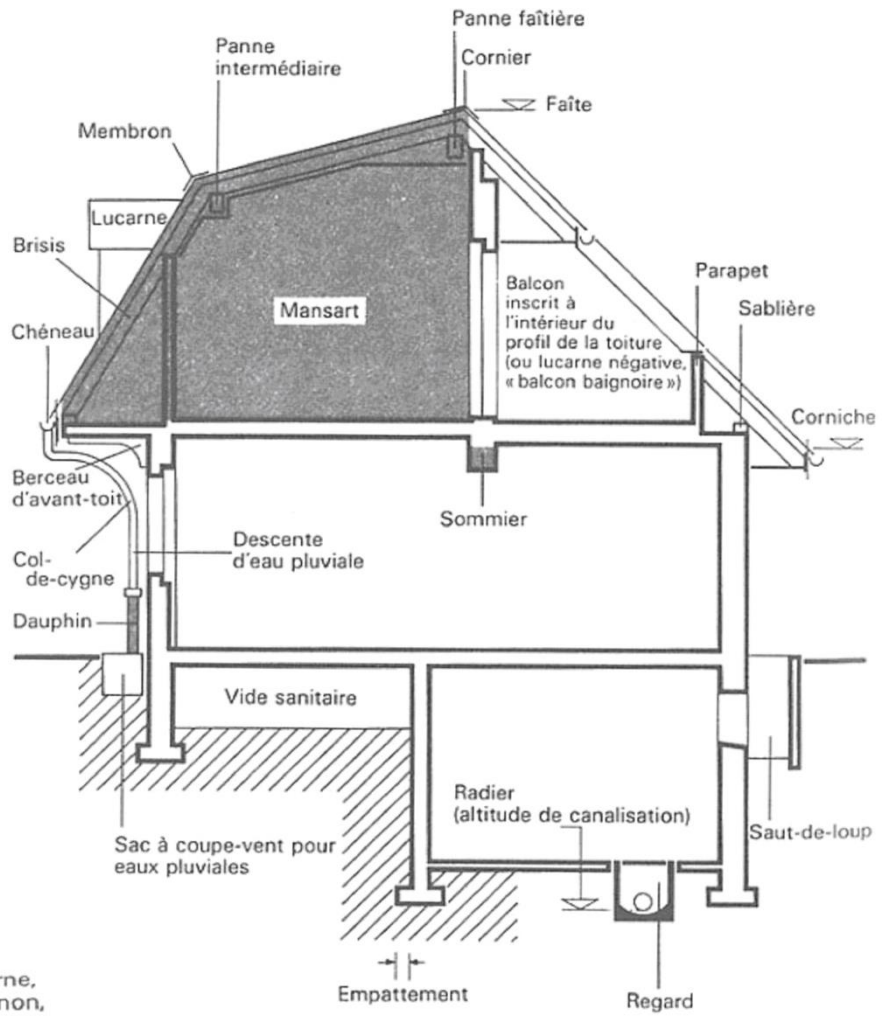 Panne faîtière
Panne
intermédiaire
Cornier
Faîte
Membron
Lucarne
Brisis
Parapet
Balcon
inscrit à
l'intérieur du
profil de la toiture
(ou lucarne négative,
« balcon baignoire »)
Sablière
Mansart
Chéneau
Corniche
Berceau
d'avant-toit
Sommier
Descente
d'eau pluviale
Col-
de-cygne
Dauphin
Vide sanitaire
Radier
(altitude de canalisation)
Saut-de-loup
Sac à coupe-vent pour
eaux pluviales
rne,
non,
Empattement
Regard